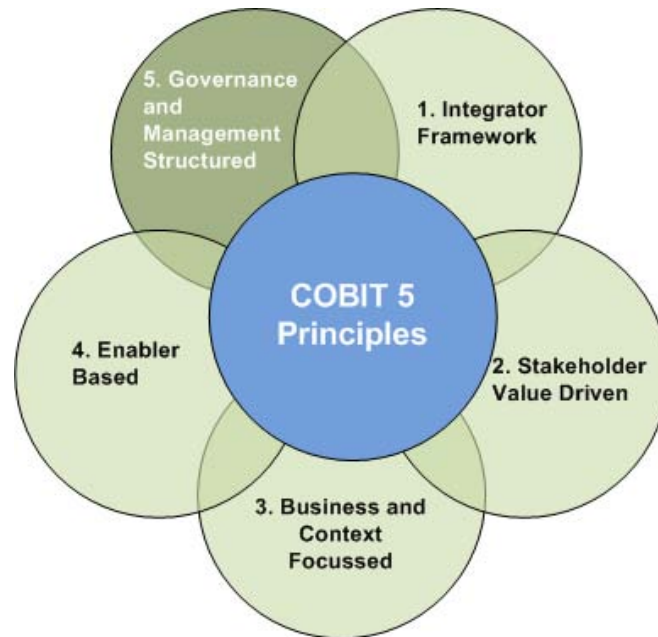 COBIT 5
Principles
1. Integrator
Framework
2. Stakeholder
Value Driven
3. Business and
Context
Focussed
4. Enabler
Based
5. Governance
and
Management
Structured